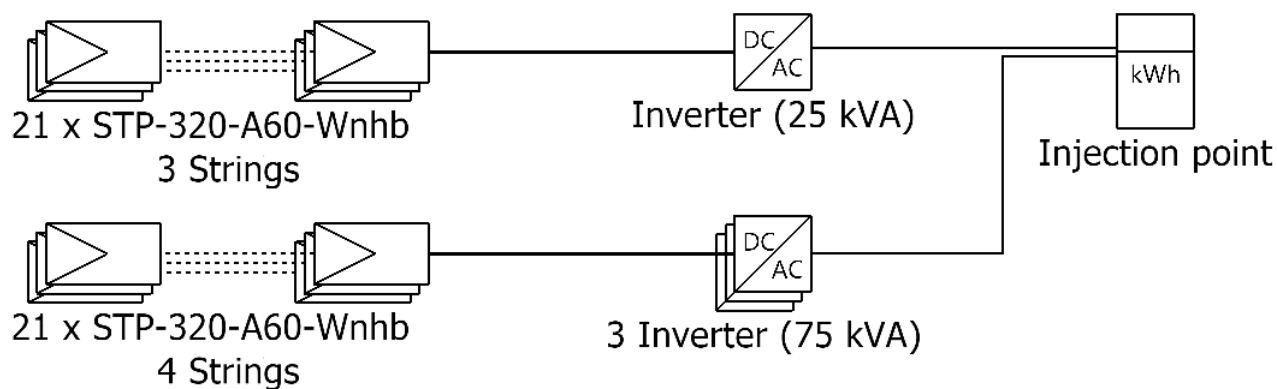 DC
AC
kWh
21 x STP-320-A60-Wnhb
3 Strings
Inverter (25 kVA)
Injection point
DC
AC
21 x STP-320-A60-Wnhb
4 Strings
3 Inverter (75 kVA)